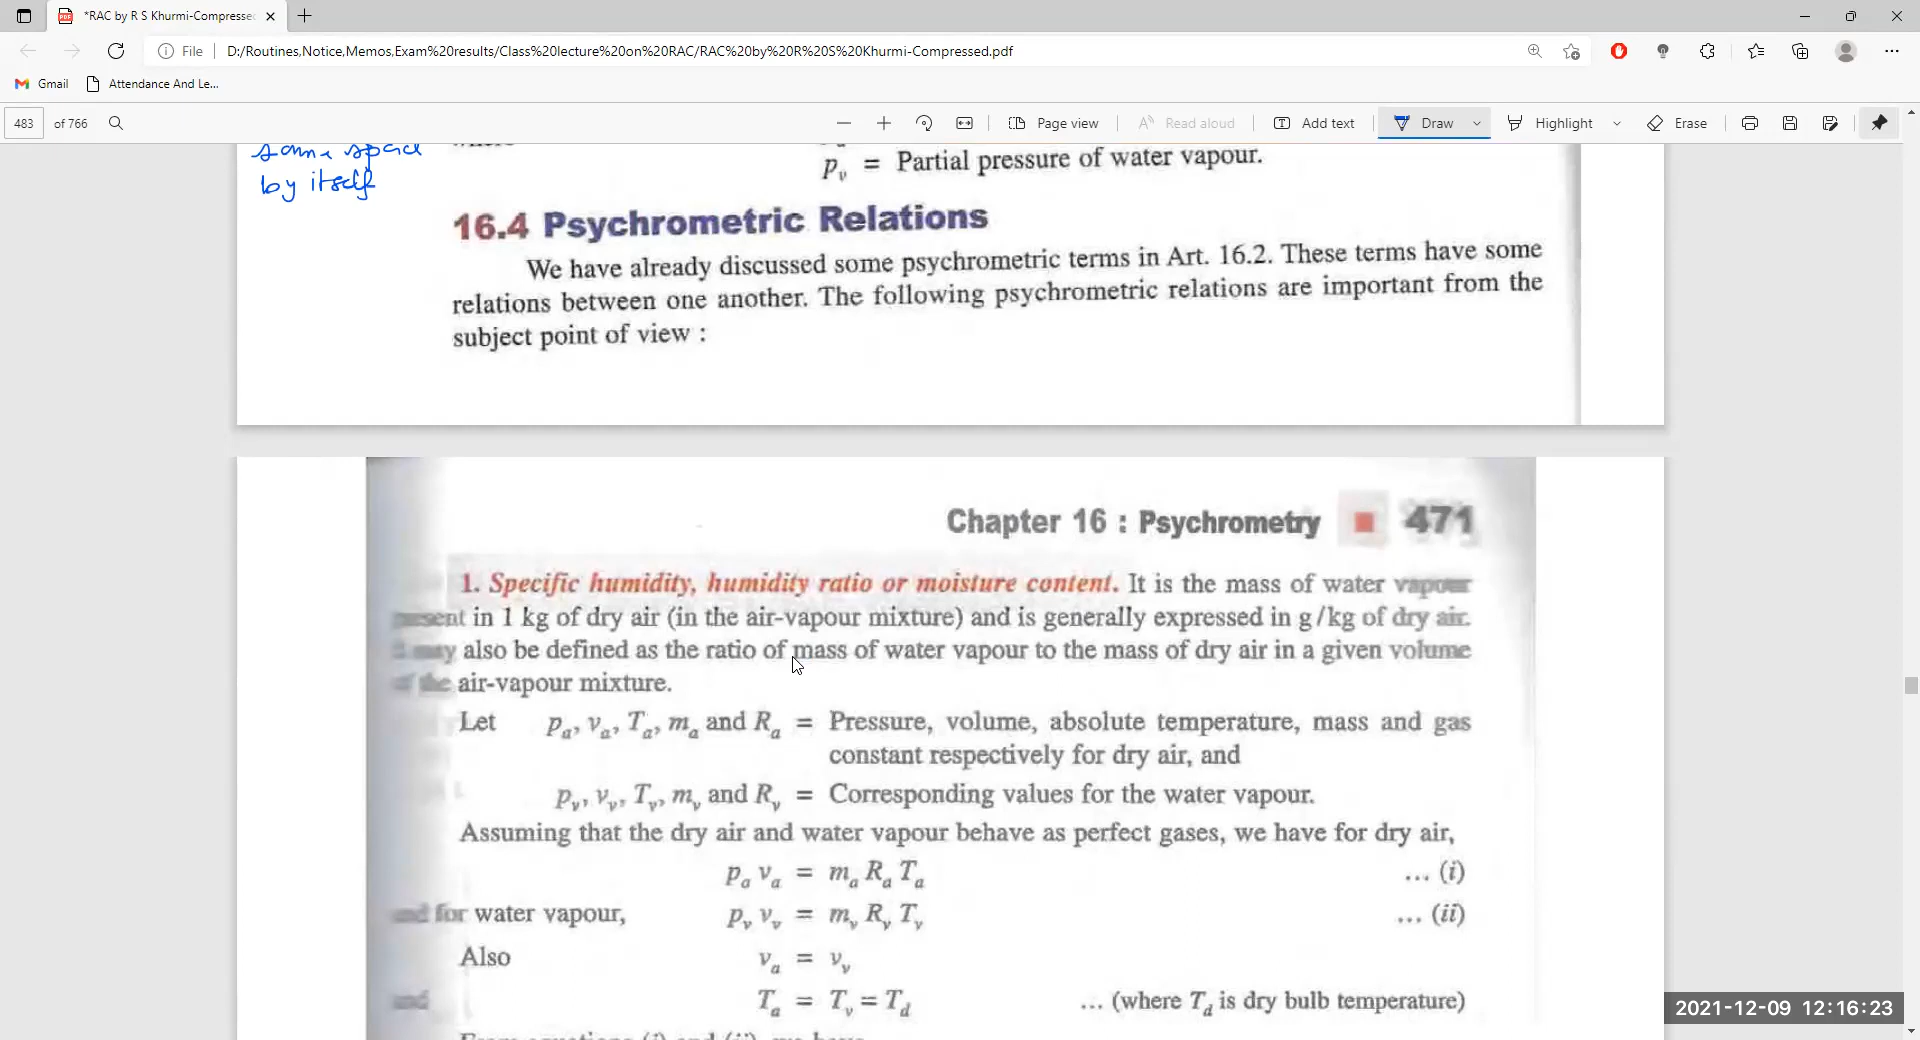 *RAC by R S Khurmi-Compressed
File D:/Routines,Notice,Memos,Exam%20results/Class%20lecture%20on%20RAC/RAC%20by%20R%20S%20Khurmi-Compressed.pdf
Gmail Attendance And Le...
483 of 766 Page view Read aloud Add text Draw Highlight Erase
same space
by itself
p_v = Partial pressure of water vapour.
16.4 Psychrometric Relations
We have already discussed some psychrometric terms in Art. 16.2. These terms have some
relations between one another. The following psychrometric relations are important from the
subject point of view :
Chapter 16 : Psychrometry 471
1. Specific humidity, humidity ratio or moisture content. It is the mass of water vapour
present in 1 kg of dry air (in the air-vapour mixture) and is generally expressed in g/kg of dry air.
may also be defined as the ratio of mass of water vapour to the mass of dry air in a given volume
of the air-vapour mixture.
Let p_a, v_a, T_a, m_a and R_a = Pressure, volume, absolute temperature, mass and gas
constant respectively for dry air, and
p_v, v_v, T_v, m_v and R_v = Corresponding values for the water vapour.
Assuming that the dry air and water vapour behave as perfect gases, we have for dry air,
p_a v_a = m_a R_a T_a ... (i)
and for water vapour, p_v v_v = m_v R_v T_v ... (ii)
Also v_a = v_v
and T_a = T_v = T_d ... (where T_d is dry bulb temperature)
2021-12-09 12:16:23